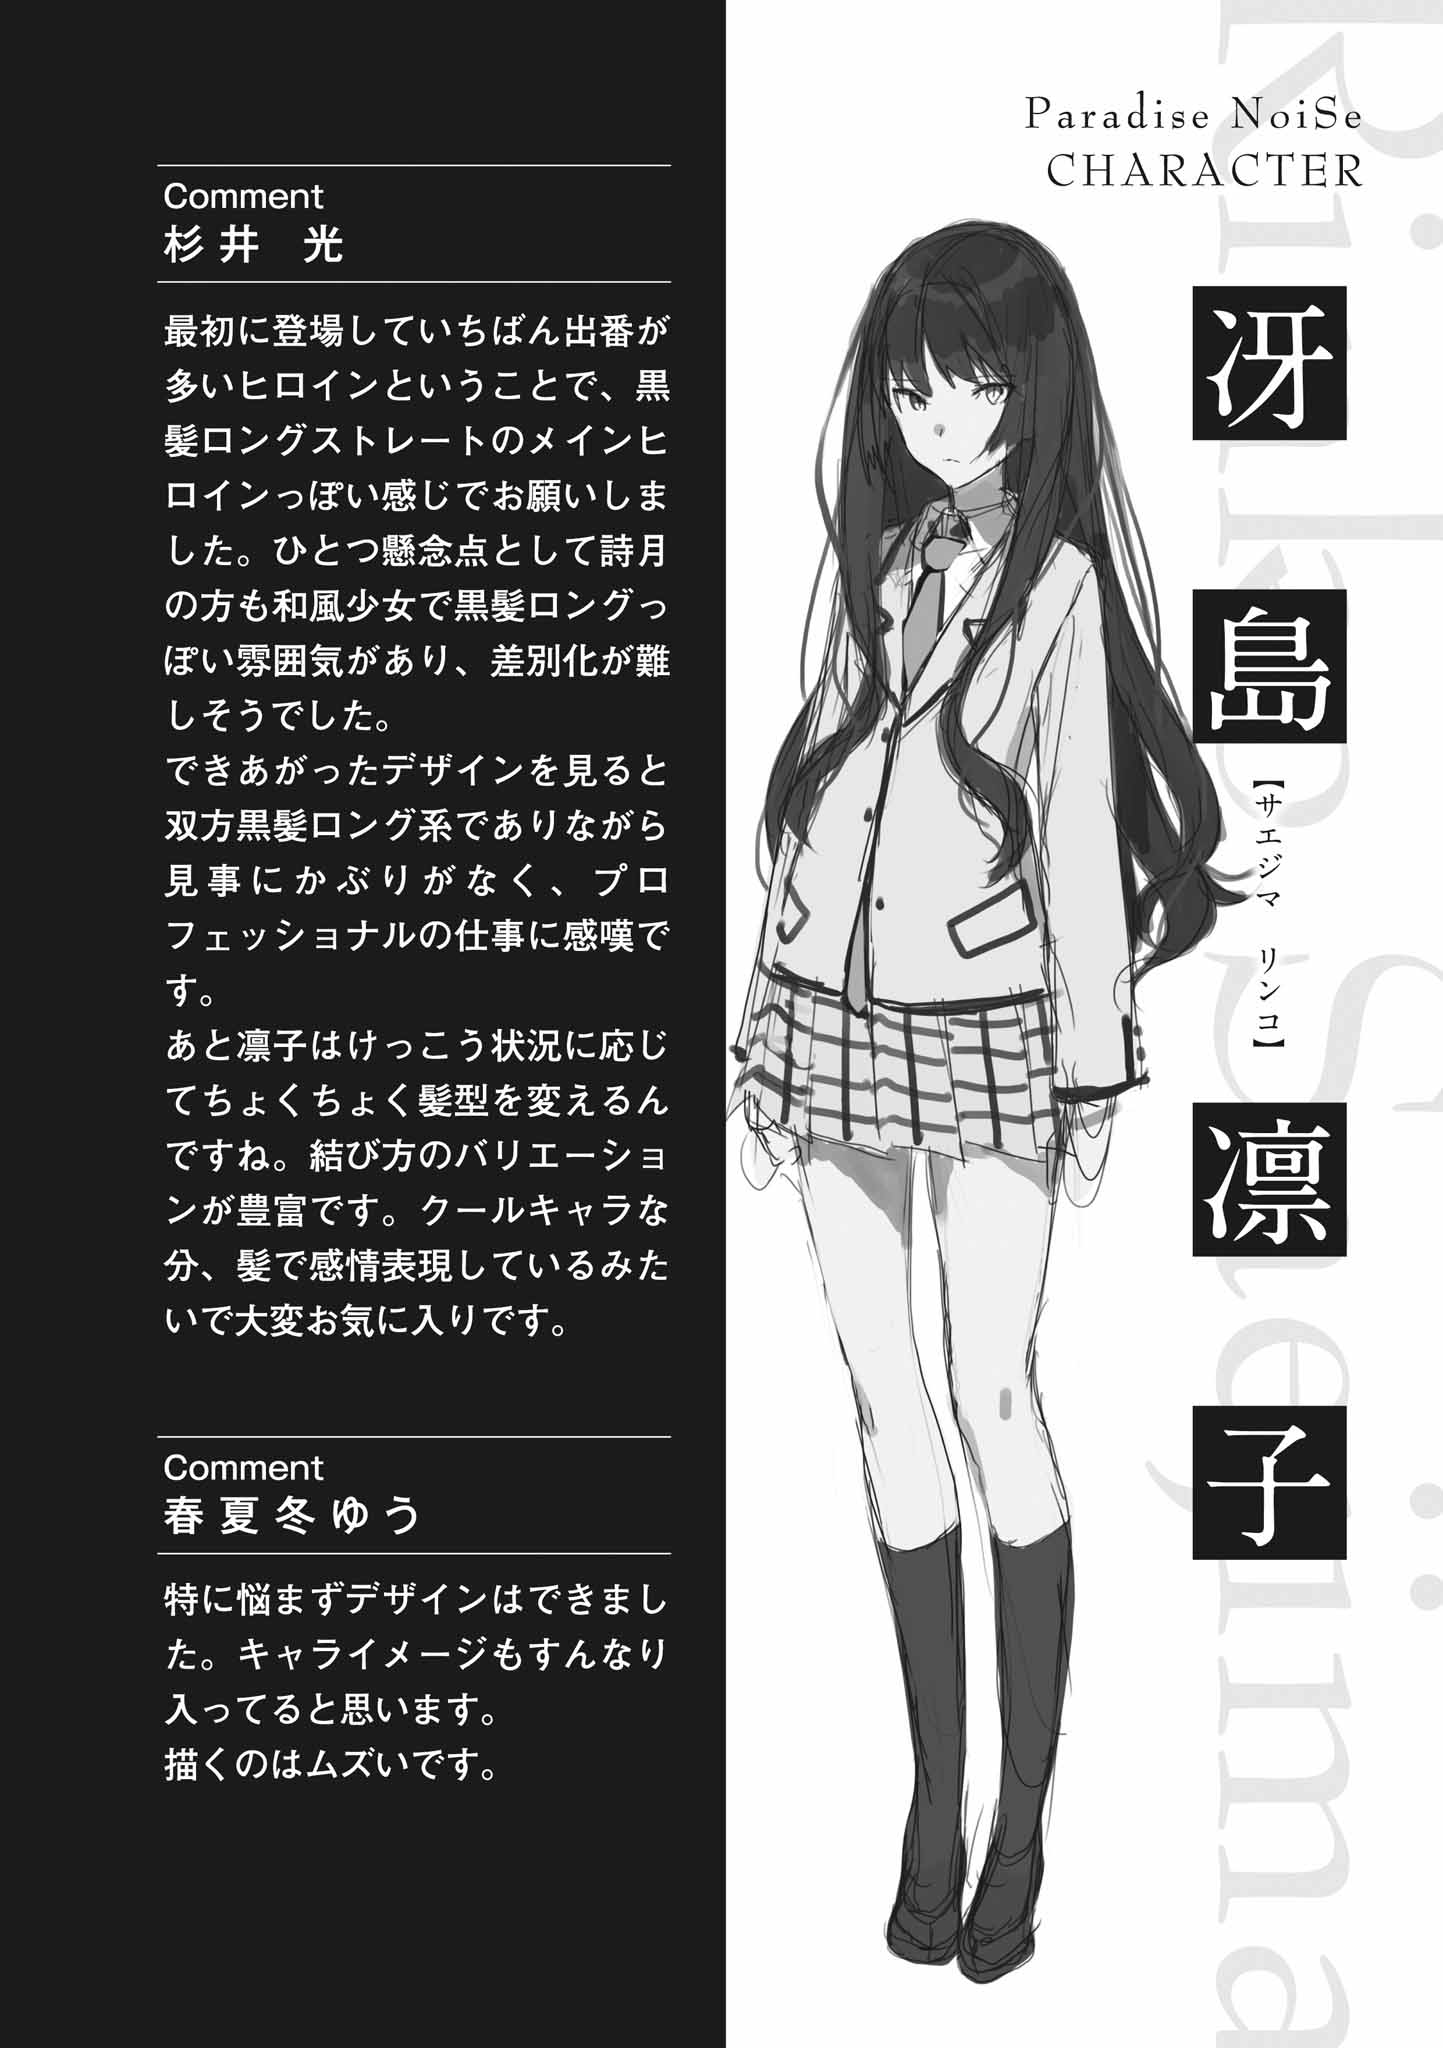 Paradise NoiSe
CHARACTER
冴島凛子
【サエジマ　リンコ】
Rinko Saejima
Comment
杉井　光
最初に登場していちばん出番が
多いヒロインということで、黒
髪ロングストレートのメインヒ
ロインっぽい感じでお願いしま
した。ひとつ懸念点として詩月
の方も和風少女で黒髪ロングっ
ぽい雰囲気があり、差別化が難
しそうでした。
できあがったデザインを見ると
双方黒髪ロング系でありながら
見事にかぶりがなく、プロ
フェッショナルの仕事に感嘆で
す。
あと凛子はけっこう状況に応じ
てちょくちょく髪型を変えるん
ですね。結び方のバリエーショ
ンが豊富です。クールキャラな
分、髪で感情表現しているみた
いで大変お気に入りです。
Comment
春夏冬ゆう
特に悩まずデザインはできまし
た。キャライメージもすんなり
入ってると思います。
描くのはムズいです。